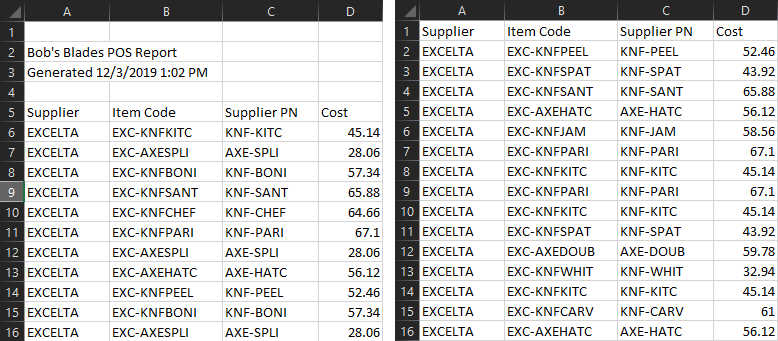 A B C D
1
2 Bob's Blades POS Report
3 Generated 12/3/2019 1:02 PM
4
5 Supplier Item Code Supplier PN Cost
6 EXCELTA EXC-KNFKITC KNF-KITC 45.14
7 EXCELTA EXC-AXESPLI AXE-SPLI 28.06
8 EXCELTA EXC-KNFBONI KNF-BONI 57.34
9 EXCELTA EXC-KNFSANT KNF-SANT 65.88
10 EXCELTA EXC-KNFCHEF KNF-CHEF 64.66
11 EXCELTA EXC-KNFPARI KNF-PARI 67.1
12 EXCELTA EXC-AXESPLI AXE-SPLI 28.06
13 EXCELTA EXC-AXEHATC AXE-HATC 56.12
14 EXCELTA EXC-KNFPEEL KNF-PEEL 52.46
15 EXCELTA EXC-KNFBONI KNF-BONI 57.34
16 EXCELTA EXC-AXESPLI AXE-SPLI 28.06
A B C D
1 Supplier Item Code Supplier PN Cost
2 EXCELTA EXC-KNFPEEL KNF-PEEL 52.46
3 EXCELTA EXC-KNFSPAT KNF-SPAT 43.92
4 EXCELTA EXC-KNFSANT KNF-SANT 65.88
5 EXCELTA EXC-AXEHATC AXE-HATC 56.12
6 EXCELTA EXC-KNFJAM KNF-JAM 58.56
7 EXCELTA EXC-KNFPARI KNF-PARI 67.1
8 EXCELTA EXC-KNFKITC KNF-KITC 45.14
9 EXCELTA EXC-KNFPARI KNF-PARI 67.1
10 EXCELTA EXC-KNFKITC KNF-KITC 45.14
11 EXCELTA EXC-KNFSPAT KNF-SPAT 43.92
12 EXCELTA EXC-AXEDOUB AXE-DOUB 59.78
13 EXCELTA EXC-KNFWHIT KNF-WHIT 32.94
14 EXCELTA EXC-KNFKITC KNF-KITC 45.14
15 EXCELTA EXC-KNFCARV KNF-CARV 61
16 EXCELTA EXC-AXEHATC AXE-HATC 56.12